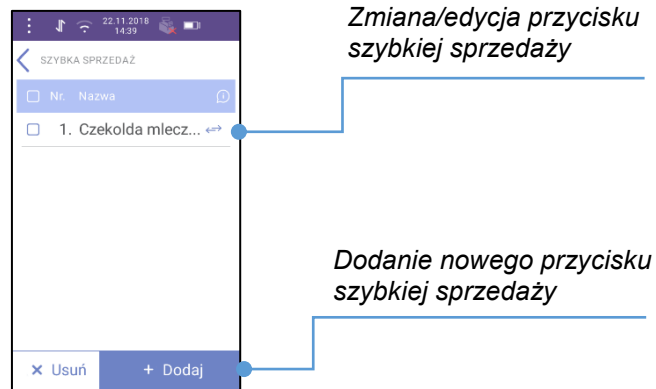 22.11.2018
14:39
SZYBKA SPRZEDAŻ
Nr. Nazwa
1. Czekolda mlecz...
× Usuń
+ Dodaj
Zmiana/edycja przycisku
szybkiej sprzedaży
Dodanie nowego przycisku
szybkiej sprzedaży